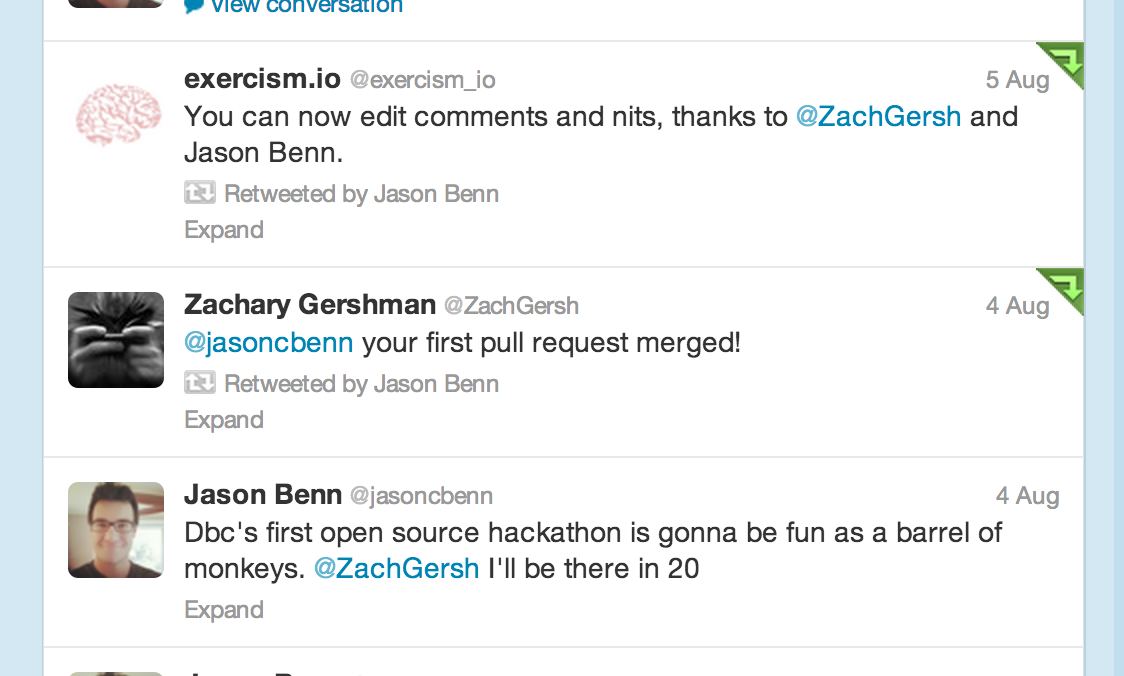 View conversation
exercism.io @exercism_io 5 Aug
You can now edit comments and nits, thanks to @ZachGersh and
Jason Benn.
Retweeted by Jason Benn
Expand
Zachary Gershman @ZachGersh 4 Aug
@jasoncbenn your first pull request merged!
Retweeted by Jason Benn
Expand
Jason Benn @jasoncbenn 4 Aug
Dbc's first open source hackathon is gonna be fun as a barrel of
monkeys. @ZachGersh I'll be there in 20
Expand